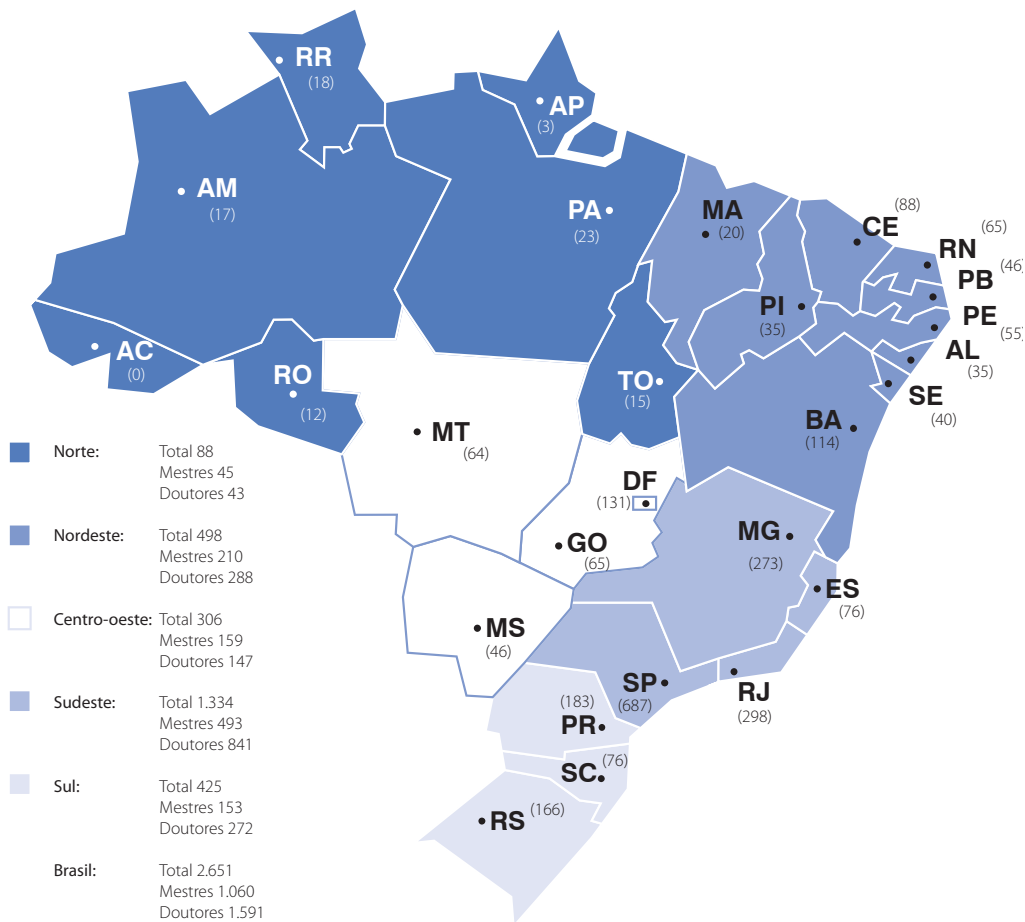 RR
(18)
AP
(3)
AM
(17)
PA
(23)
MA
(20)
CE
(88)
RN
(65)
PB
(46)
PE
(55)
AL
(35)
SE
(40)
PI
(35)
BA
(114)
AC
(0)
RO
(12)
TO
(15)
MT
(64)
DF
(131)
GO
(65)
MG
(273)
ES
(76)
MS
(46)
SP
(687)
RJ
(298)
(183)
PR
SC
(76)
RS
(166)
Norte: Total 88
Mestres 45
Doutores 43
Nordeste: Total 498
Mestres 210
Doutores 288
Centro-oeste: Total 306
Mestres 159
Doutores 147
Sudeste: Total 1.334
Mestres 493
Doutores 841
Sul: Total 425
Mestres 153
Doutores 272
Brasil: Total 2.651
Mestres 1.060
Doutores 1.591